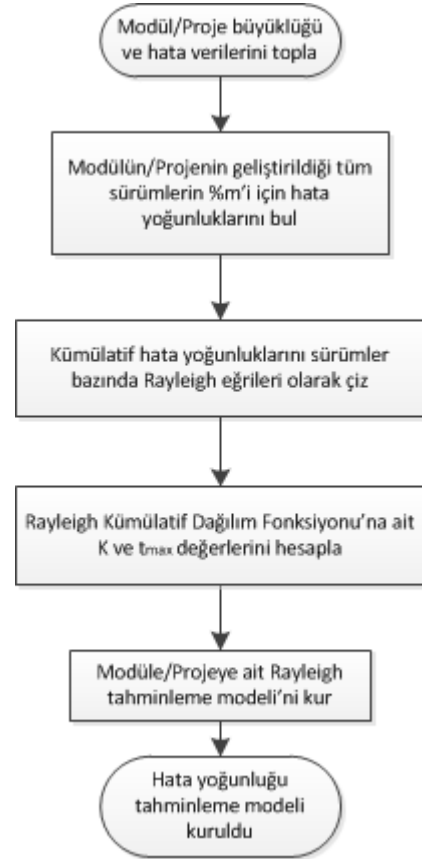 Modül/Proje büyüklüğü
ve hata verilerini topla
Modülün/Projenin geliştirildiği tüm
sürümlerin %m'i için hata
yoğunluklarını bul
Kümülatif hata yoğunluklarını sürümler
bazında Rayleigh eğrileri olarak çiz
Rayleigh Kümülatif Dağılım Fonksiyonu'na ait
K ve tmax değerlerini hesapla
Modüle/Projeye ait Rayleigh
tahminleme modeli'ni kur
Hata yoğunluğu
tahminleme modeli
kuruldu